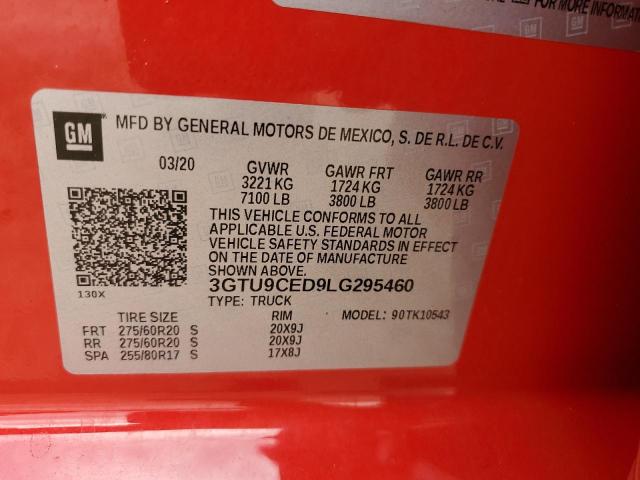 FOR MORE INFORMAT
GM
MFD BY GENERAL MOTORS DE MEXICO, S. DE R.L. DE C.V.
03/20 GVWR GAWR FRT GAWR RR
3221 KG 1724 KG 1724 KG
7100 LB 3800 LB 3800 LB
THIS VEHICLE CONFORMS TO ALL
APPLICABLE U.S. FEDERAL MOTOR
VEHICLE SAFETY STANDARDS IN EFFECT
ON THE DATE OF MANUFACTURE
SHOWN ABOVE.
3GTU9CED9LG295460
130X TYPE: TRUCK
TIRE SIZE RIM MODEL: 90TK10543
FRT 275/60R20 S 20X9J
RR 275/60R20 S 20X9J
SPA 255/80R17 S 17X8J